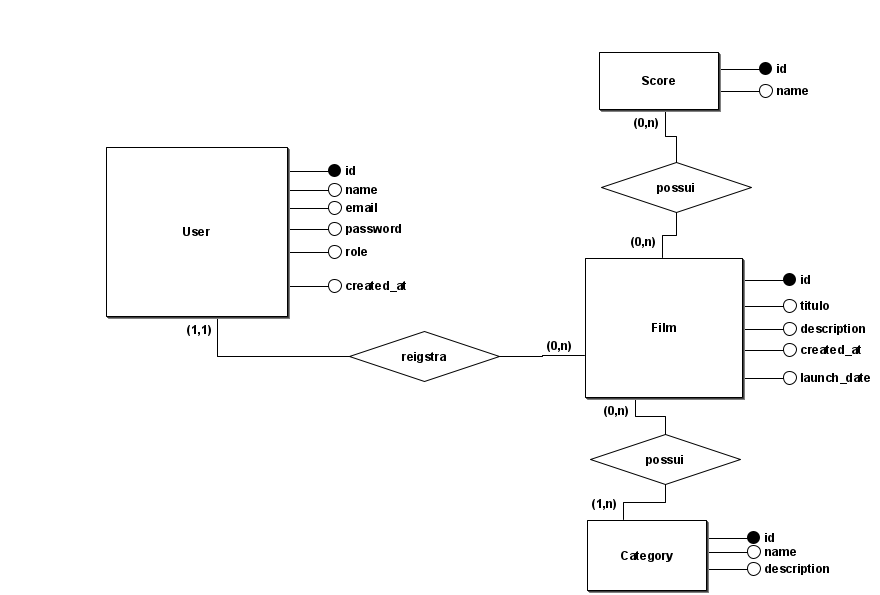 Score
id
name
(0,n)
possui
(0,n)
User
id
name
email
password
role
created_at
(1,1)
reigstra
(0,n)
Film
id
titulo
description
created_at
launch_date
(0,n)
possui
(1,n)
Category
id
name
description